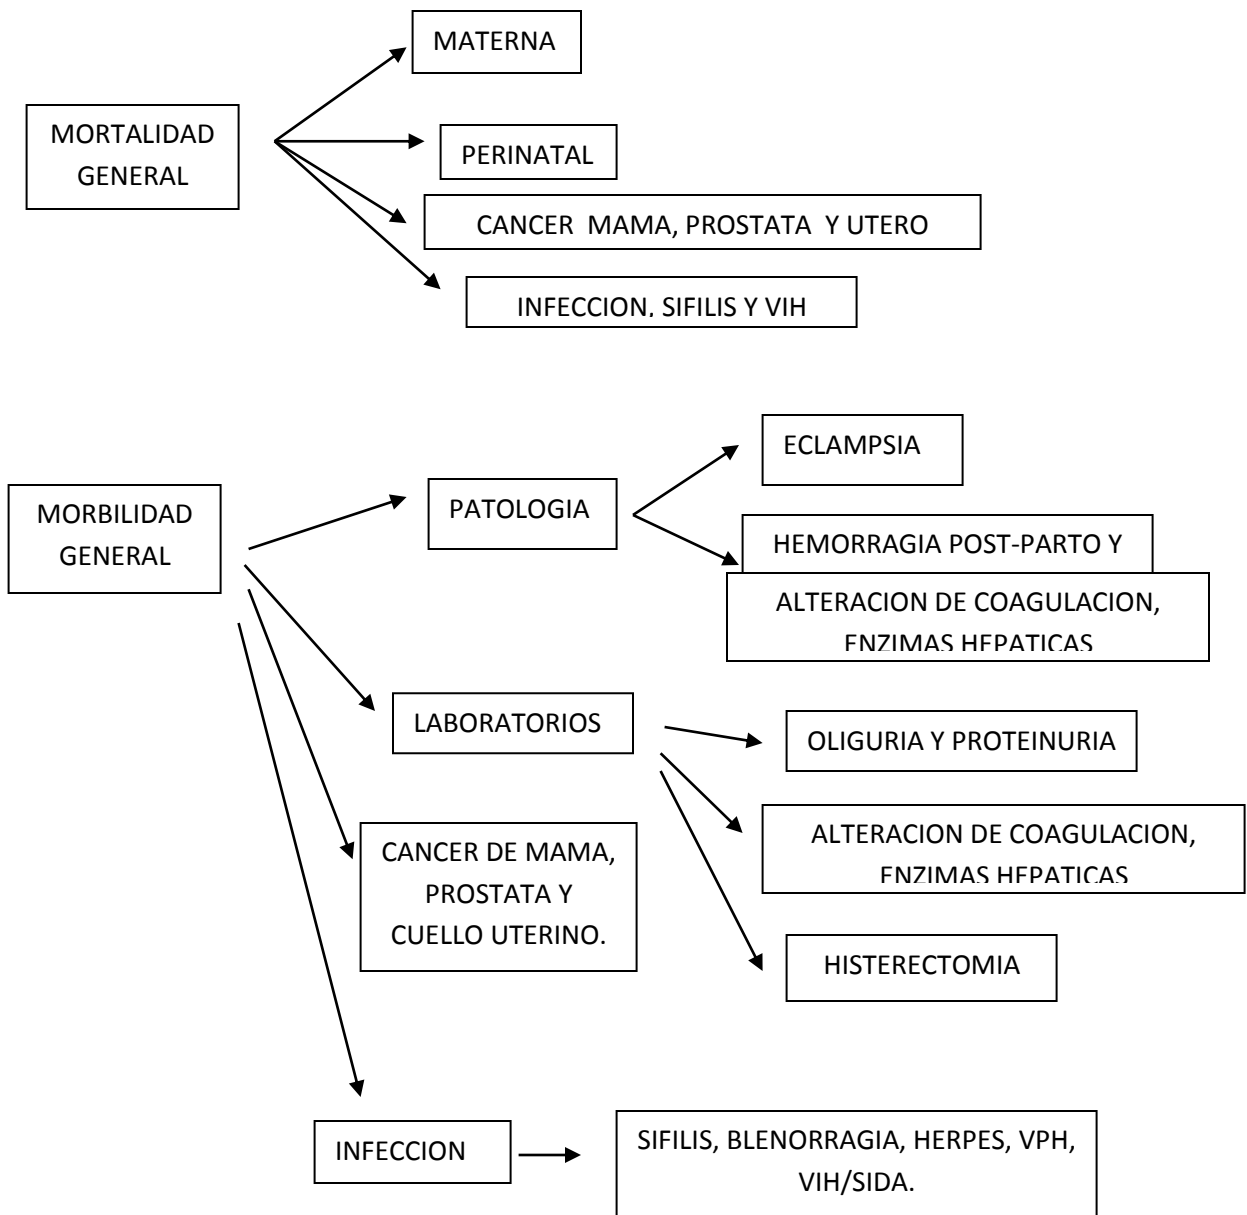 MATERNA
MORTALIDAD
GENERAL
PERINATAL
CANCER MAMA, PROSTATA Y UTERO
INFECCION, SIFILIS Y VIH
ECLAMPSIA
MORBILIDAD
GENERAL
PATOLOGIA
HEMORRAGIA POST-PARTO Y
ALTERACION DE COAGULACION,
ENZIMAS HEPATICAS
LABORATORIOS
OLIGURIA Y PROTEINURIA
ALTERACION DE COAGULACION,
ENZIMAS HEPATICAS
CANCER DE MAMA,
PROSTATA Y
CUELLO UTERINO.
HISTERECTOMIA
INFECCION
SIFILIS, BLENORRAGIA, HERPES, VPH,
VIH/SIDA.